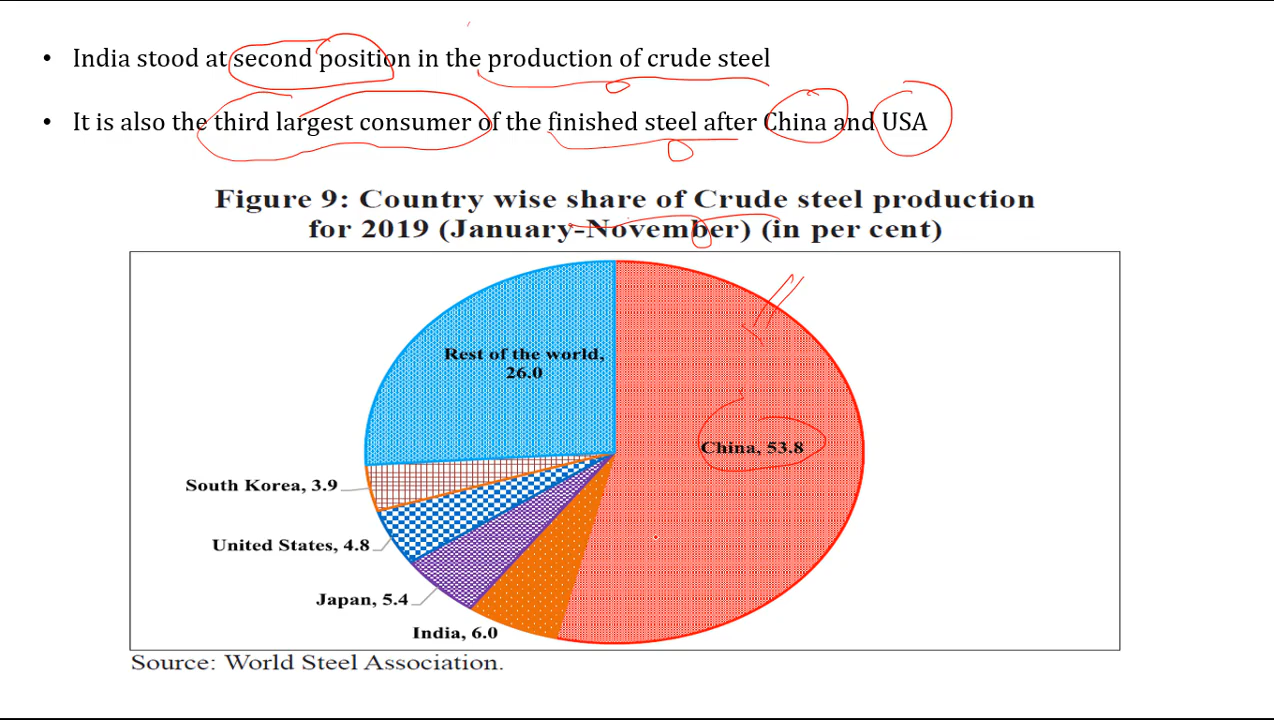 • India stood at second position in the production of crude steel
• It is also the third largest consumer of the finished steel after China and USA
Figure 9: Country wise share of Crude steel production
for 2019 (January-November) (in per cent)
Rest of the world,
26.0
China, 53.8
South Korea, 3.9
United States, 4.8
Japan, 5.4
India, 6.0
Source: World Steel Association.